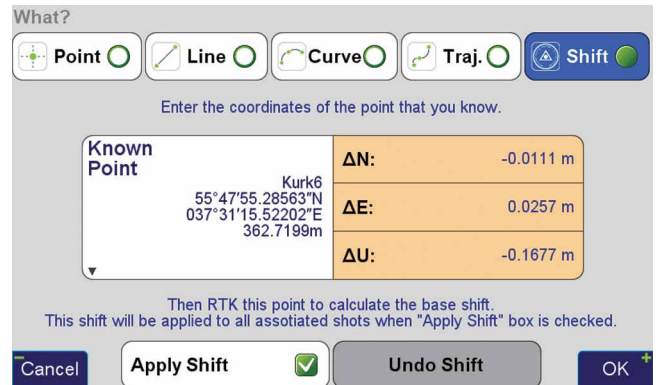 What?
Point
Line
Curve
Traj.
Shift
Enter the coordinates of the point that you know.
Known
Point
Kurk6
55°47'55.28563"N
037°31'15.52202"E
362.7199m
ΔN: -0.0111 m
ΔE: 0.0257 m
ΔU: -0.1677 m
Then RTK this point to calculate the base shift.
This shift will be applied to all assotiated shots when "Apply Shift" box is checked.
Cancel
Apply Shift
Undo Shift
OK